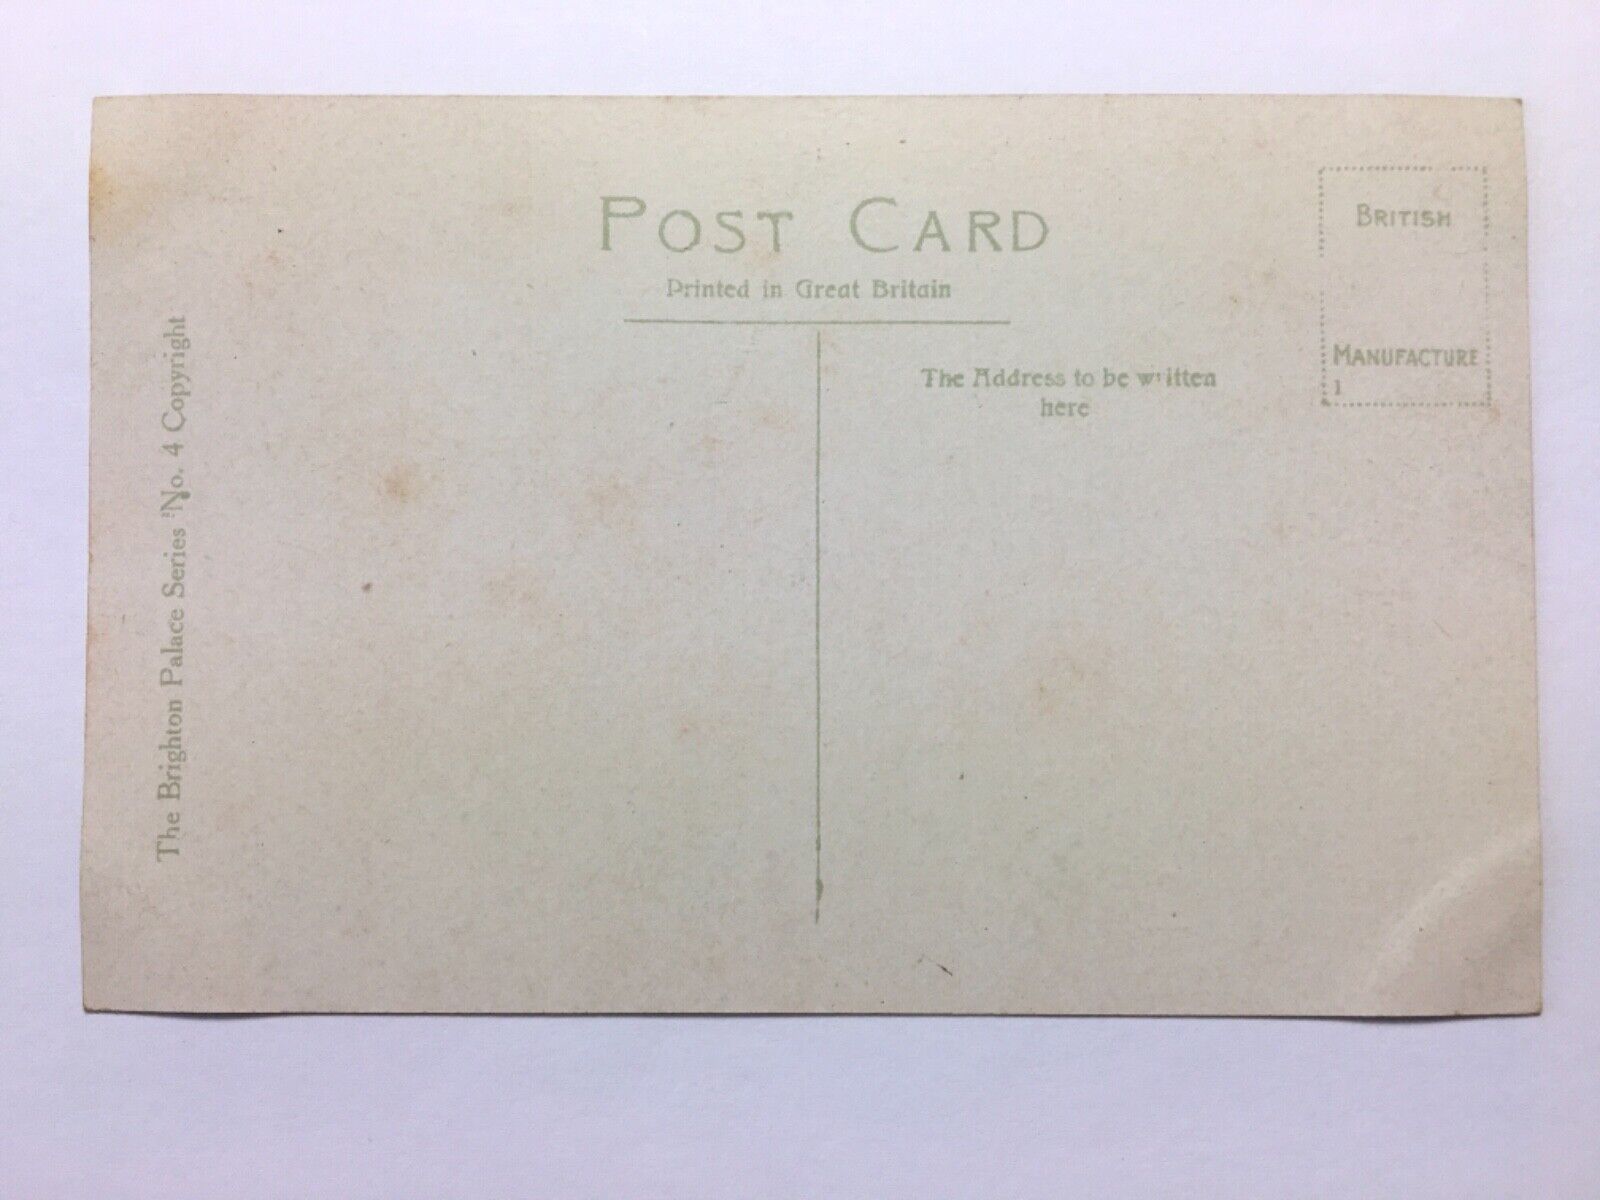 POST CARD
Printed in Great Britain
The Address to be written
here
BRITISH
MANUFACTURE
1
The Brighton Palace Series No. 4 Copyright